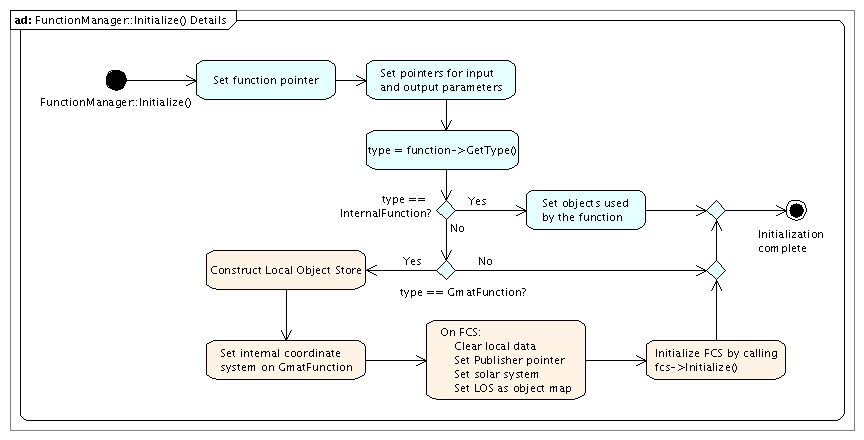 ad: FunctionManager::Initialize() Details
FunctionManager::Initialize()
Set function pointer
Set pointers for input
and output parameters
type = function->GetType()
type ==
InternalFunction?
Yes
No
Set objects used
by the function
Initialization
complete
Yes
No
type == GmatFunction?
Construct Local Object Store
Set internal coordinate
system on GmatFunction
On FCS:
Clear local data
Set Publisher pointer
Set solar system
Set LOS as object map
Initialize FCS by calling
fcs->Initialize()